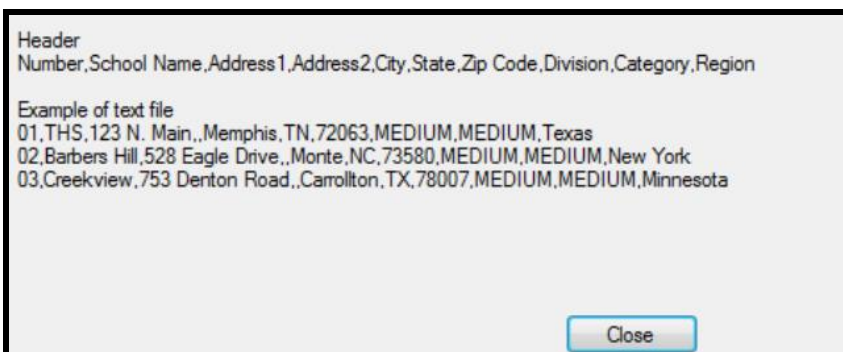 Header
Number,School Name,Address1,Address2,City,State,Zip Code,Division,Category,Region
Example of text file
01,THS,123 N. Main,,Memphis,TN,72063,MEDIUM,MEDIUM,Texas
02,Barbers Hill,528 Eagle Drive,,Monte,NC,73580,MEDIUM,MEDIUM,New York
03,Creekview,753 Denton Road,,Carrollton,TX,78007,MEDIUM,MEDIUM,Minnesota
Close